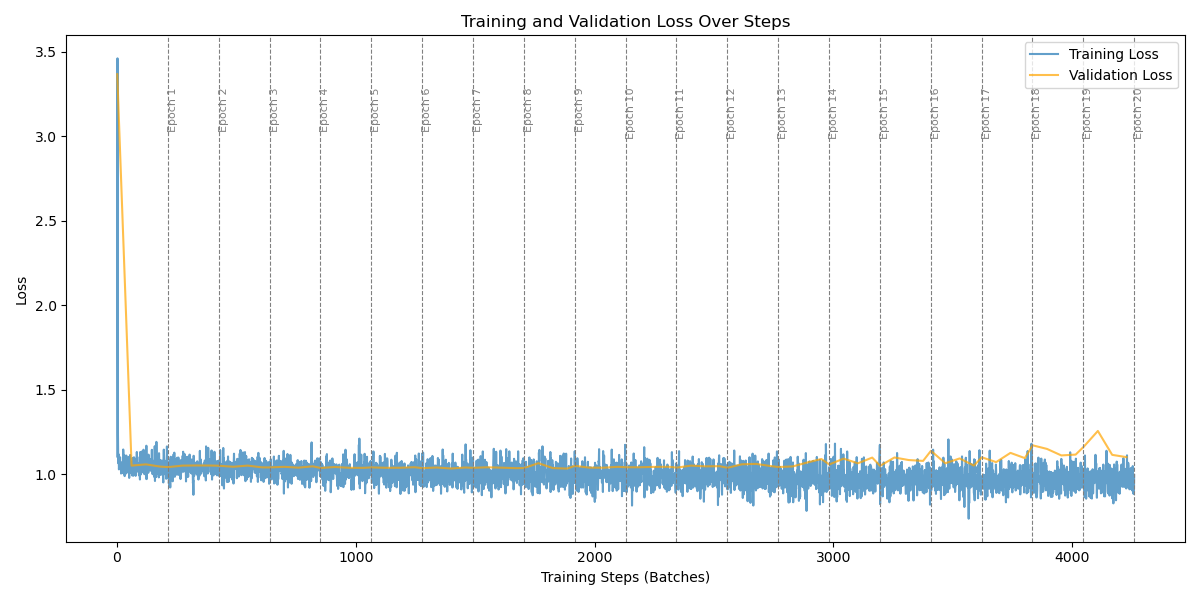 Training and Validation Loss Over Steps
3.5
3.0
2.5
2.0
1.5
1.0
Loss
Training Loss
Validation Loss
Epoch 1
Epoch 2
Epoch 3
Epoch 4
Epoch 5
Epoch 6
Epoch 7
Epoch 8
Epoch 9
Epoch 10
Epoch 11
Epoch 12
Epoch 13
Epoch 14
Epoch 15
Epoch 16
Epoch 17
Epoch 18
Epoch 19
Epoch 20
0
1000
2000
3000
4000
Training Steps (Batches)